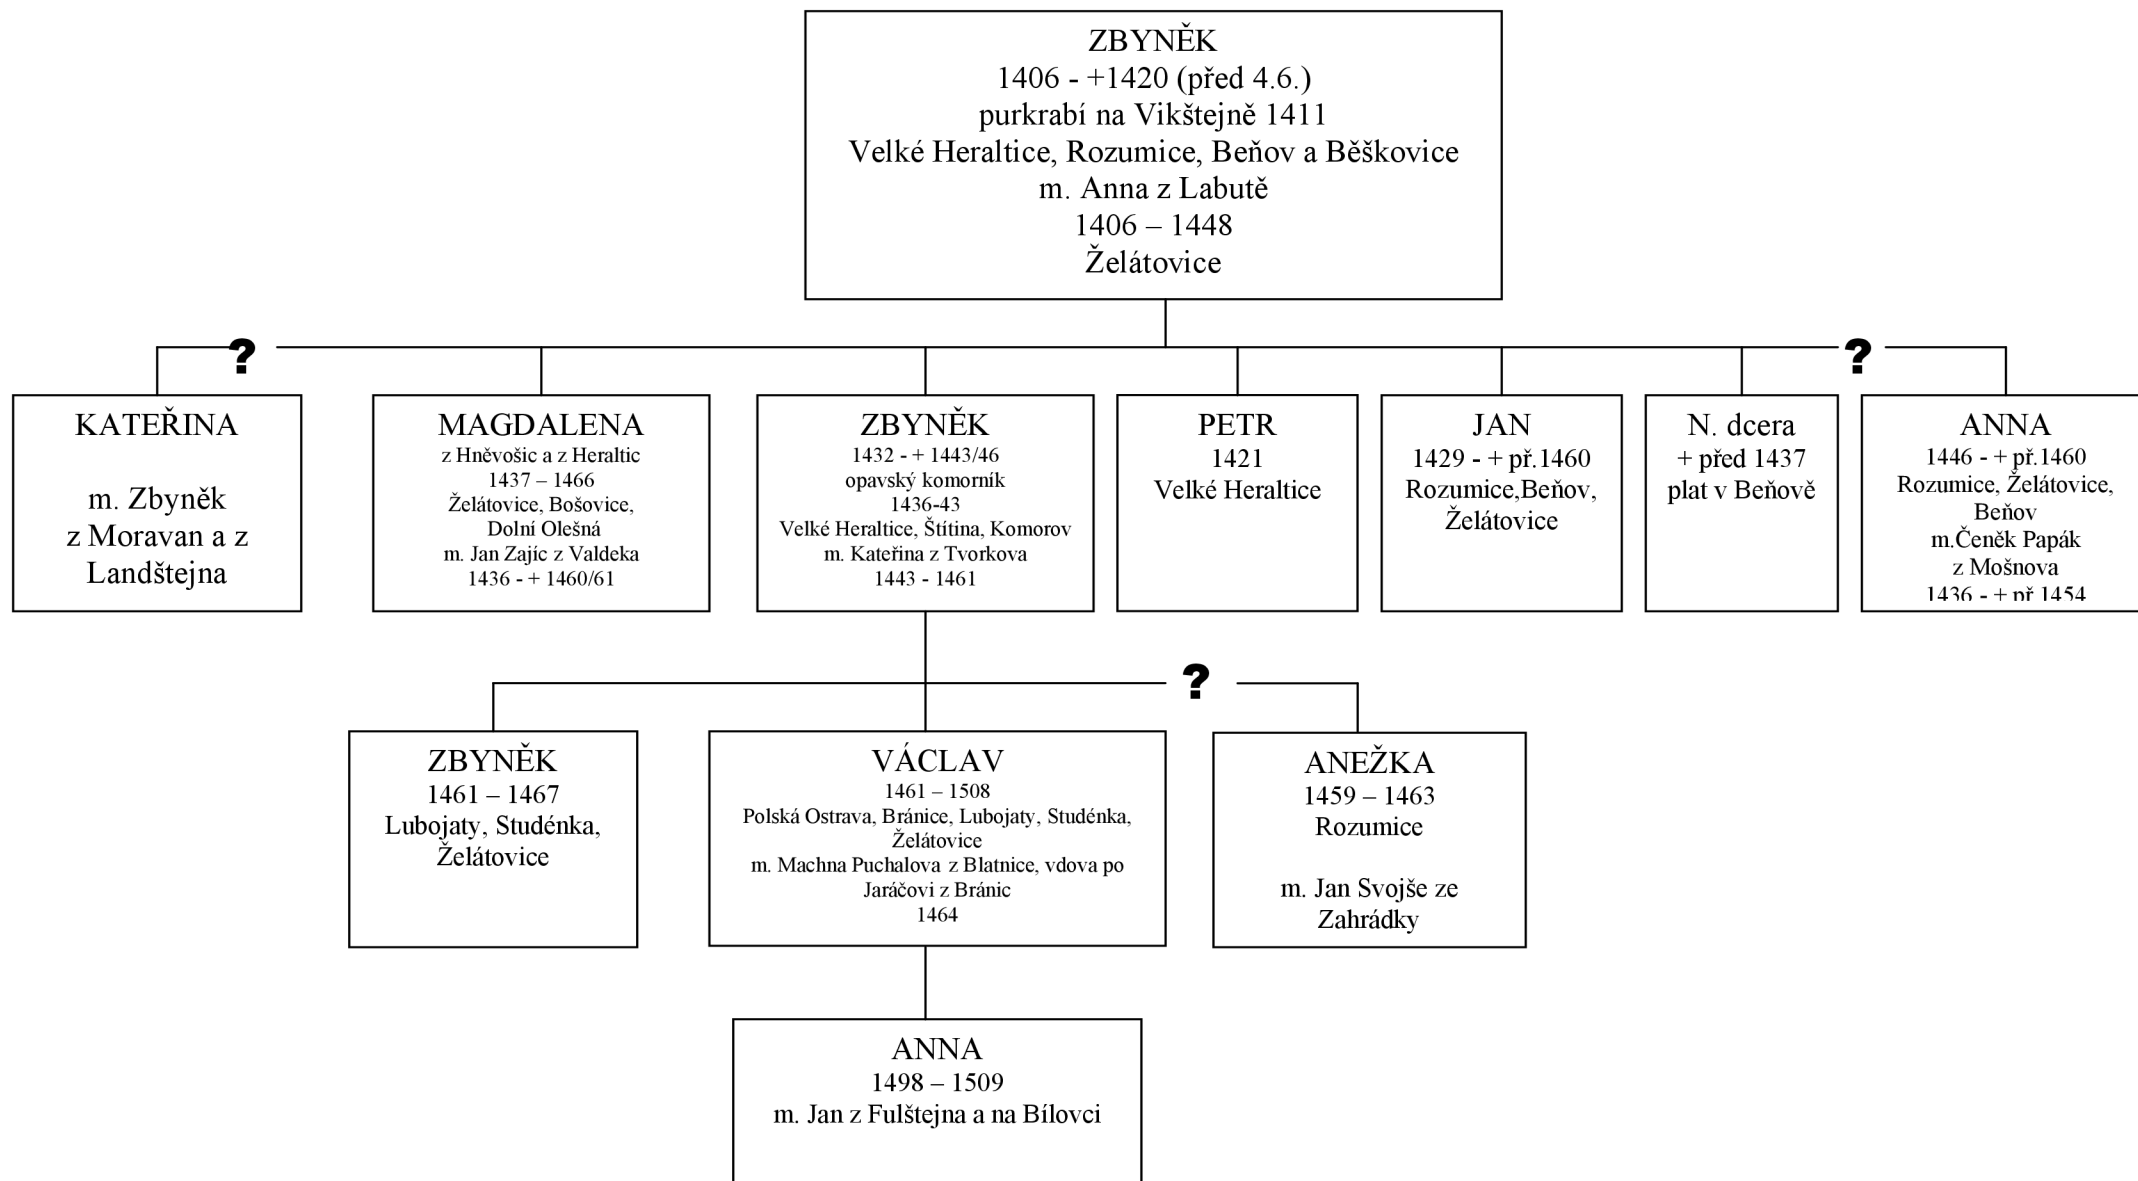 ZBYNĚK
1406 - +1420 (před 4.6.)
purkrabí na Vikštejně 1411
Velké Heraltice, Rozumice, Beňov a Běškovice
m. Anna z Labutě
1406 – 1448
Želátovice
?
?
KATEŘINA
m. Zbyněk
z Moravan a z
Landštejna
MAGDALENA
z Hněvošic a z Heraltic
1437 – 1466
Želátovice, Bošovice,
Dolní Olešná
m. Jan Zajíc z Valdeka
1436 - + 1460/61
ZBYNĚK
1432 - + 1443/46
opavský komorník
1436-43
Velké Heraltice, Štítina, Komorov
m. Kateřina z Tvorkova
1443 - 1461
PETR
1421
Velké Heraltice
JAN
1429 - + př.1460
Rozumice,Beňov,
Želátovice
N. dcera
+ před 1437
plat v Beňově
ANNA
1446 - + př.1460
Rozumice, Želátovice,
Beňov
m.Čeněk Papák
z Mošnova
1436 - + př 1454
?
ZBYNĚK
1461 – 1467
Lubojaty, Studénka,
Želátovice
VÁCLAV
1461 – 1508
Polská Ostrava, Bránice, Lubojaty, Studénka,
Želátovice
m. Machna Puchalova z Blatnice, vdova po
Jaráčovi z Bránic
1464
ANEŽKA
1459 – 1463
Rozumice
m. Jan Svojše ze
Zahrádky
ANNA
1498 – 1509
m. Jan z Fulštejna a na Bílovci